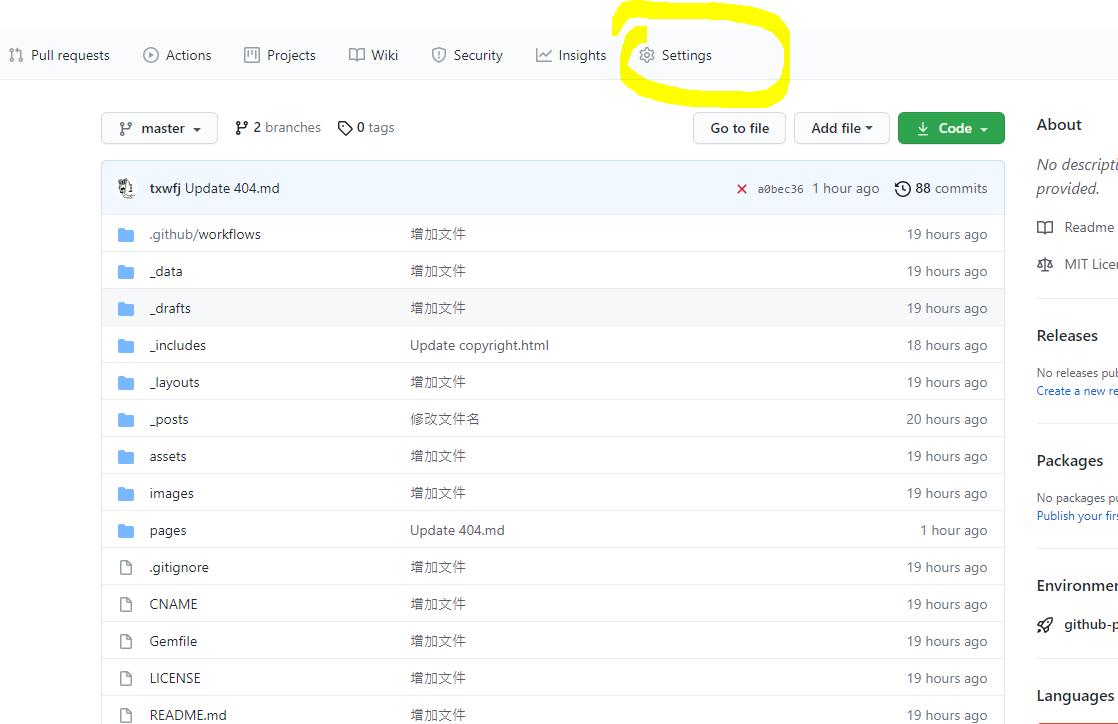 Pull requests Actions Projects Wiki Security Insights Settings
master 2 branches 0 tags Go to file Add file Code
txwfj Update 404.md a0bec36 1 hour ago 88 commits
.github/workflows 增加文件 19 hours ago
_data 增加文件 19 hours ago
_drafts 增加文件 19 hours ago
_includes Update copyright.html 18 hours ago
_layouts 增加文件 19 hours ago
_posts 修改文件名 20 hours ago
assets 增加文件 19 hours ago
images 增加文件 19 hours ago
pages Update 404.md 1 hour ago
.gitignore 增加文件 19 hours ago
CNAME 增加文件 19 hours ago
Gemfile 增加文件 19 hours ago
LICENSE 增加文件 19 hours ago
README.md 增加文件 19 hours ago
About
No descripti
provided.
Readme
MIT Licen
Releases
No releases pub
Create a new re
Packages
No packages pu
Publish your firs
Environmen
github-p
Languages